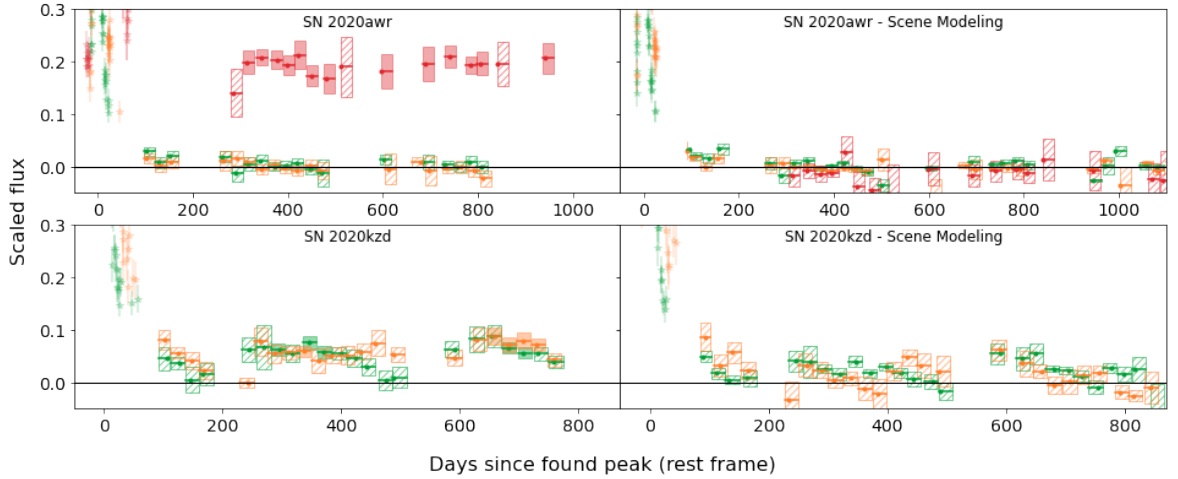 SN 2020awr
SN 2020awr - Scene Modeling
0.3
0.2
0.1
0.0
0 200 400 600 800 1000
0 200 400 600 800 1000
Scaled flux
SN 2020kzd
SN 2020kzd - Scene Modeling
0.3
0.2
0.1
0.0
0 200 400 600 800
0 200 400 600 800
Days since found peak (rest frame)